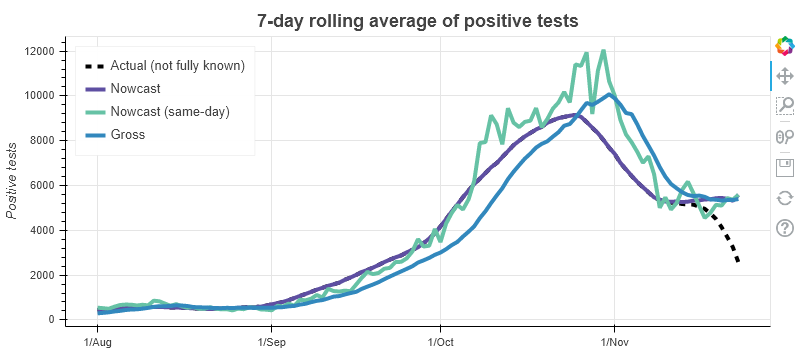 7-day rolling average of positive tests
Actual (not fully known)
Nowcast
Nowcast (same-day)
Gross
Positive tests
12000
10000
8000
6000
4000
2000
0
1/Aug
1/Sep
1/Oct
1/Nov